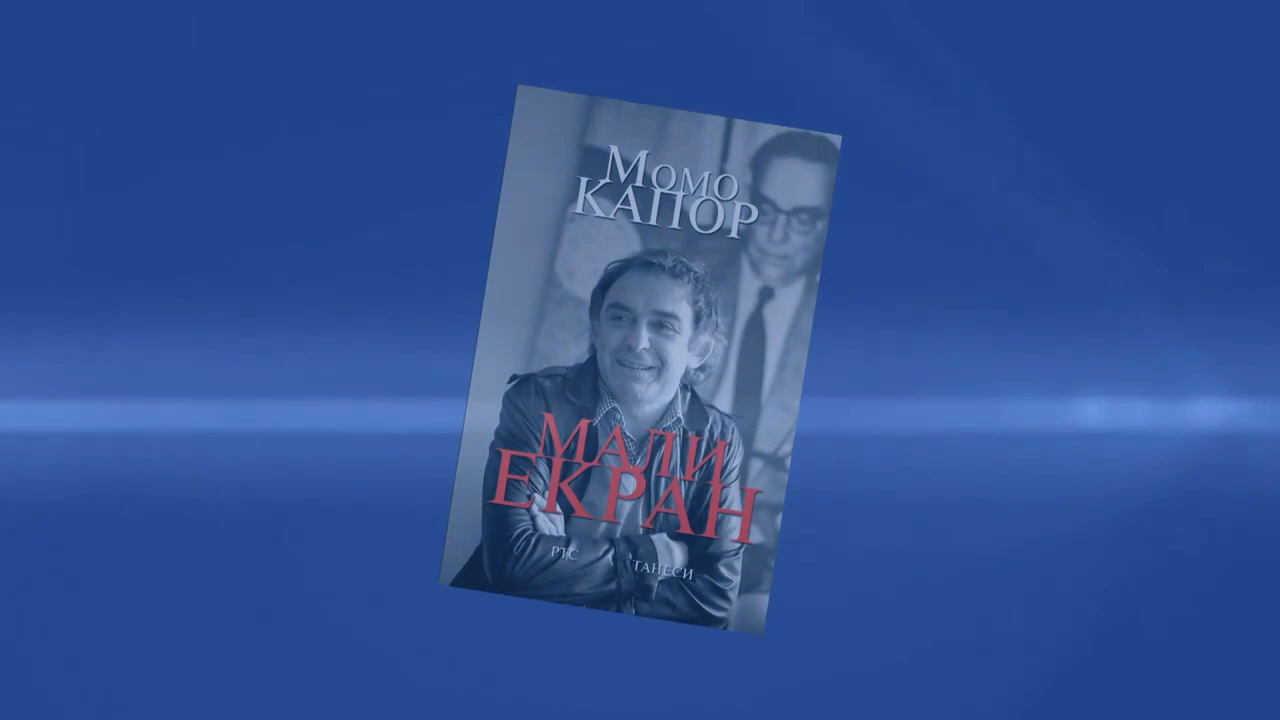 Момо
КАПОР
МАЛИ
ЕКРАН
РТС ТАНЕСИ